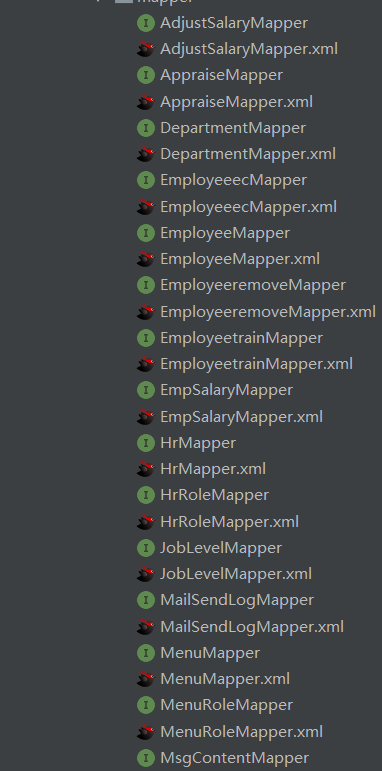 mapper
AdjustSalaryMapper
AdjustSalaryMapper.xml
AppraiseMapper
AppraiseMapper.xml
DepartmentMapper
DepartmentMapper.xml
EmployeeecMapper
EmployeeecMapper.xml
EmployeeMapper
EmployeeMapper.xml
EmployeeremoveMapper
EmployeeremoveMapper.xml
EmployeetrainMapper
EmployeetrainMapper.xml
EmpSalaryMapper
EmpSalaryMapper.xml
HrMapper
HrMapper.xml
HrRoleMapper
HrRoleMapper.xml
JobLevelMapper
JobLevelMapper.xml
MailSendLogMapper
MailSendLogMapper.xml
MenuMapper
MenuMapper.xml
MenuRoleMapper
MenuRoleMapper.xml
MsgContentMapper